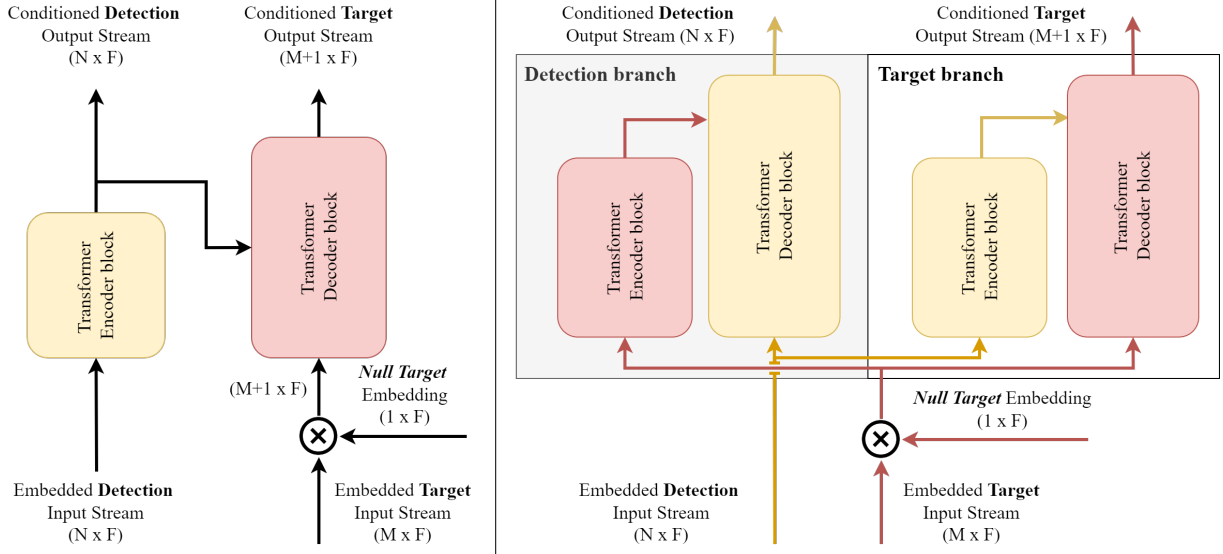 Conditioned Detection
Output Stream
(N x F)
Conditioned Target
Output Stream
(M+1 x F)
Transformer
Encoder block
Transformer
Decoder block
(M+1 x F)
Null Target
Embedding
(1 x F)
Embedded Detection
Input Stream
(N x F)
Embedded Target
Input Stream
(M x F)
Conditioned Detection
Output Stream (N x F)
Conditioned Target
Output Stream (M+1 x F)
Detection branch
Target branch
Transformer
Encoder block
Transformer
Decoder block
Transformer
Encoder block
Transformer
Decoder block
Null Target Embedding
(1 x F)
Embedded Detection
Input Stream
(N x F)
Embedded Target
Input Stream
(M x F)